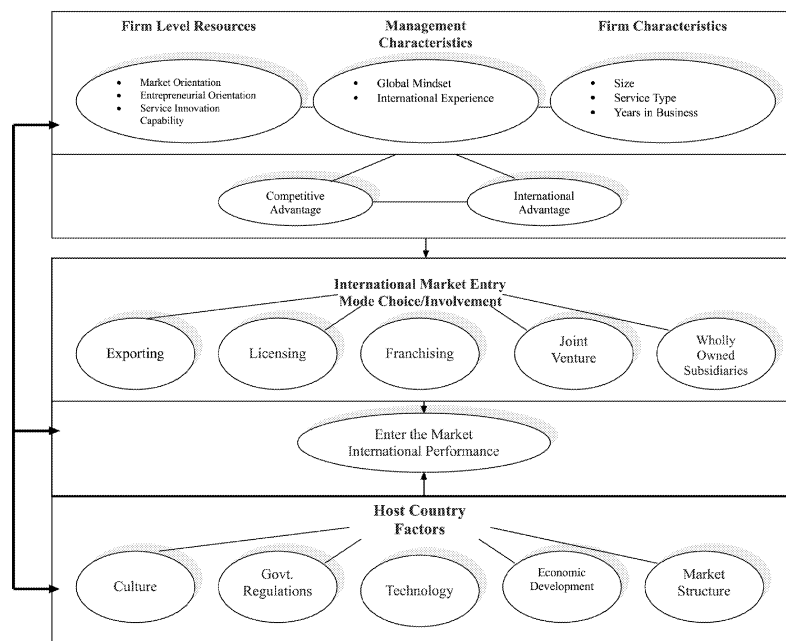 Firm Level Resources
Management
Characteristics
Firm Characteristics
• Market Orientation
• Entrepreneurial Orientation
• Service Innovation
Capability
• Global Mindset
• International Experience
• Size
• Service Type
• Years in Business
Competitive
Advantage
International
Advantage
International Market Entry
Mode Choice/Involvement
Exporting
Licensing
Franchising
Joint
Venture
Wholly
Owned
Subsidiaries
Enter the Market
International Performance
Host Country
Factors
Culture
Govt.
Regulations
Technology
Economic
Development
Market
Structure